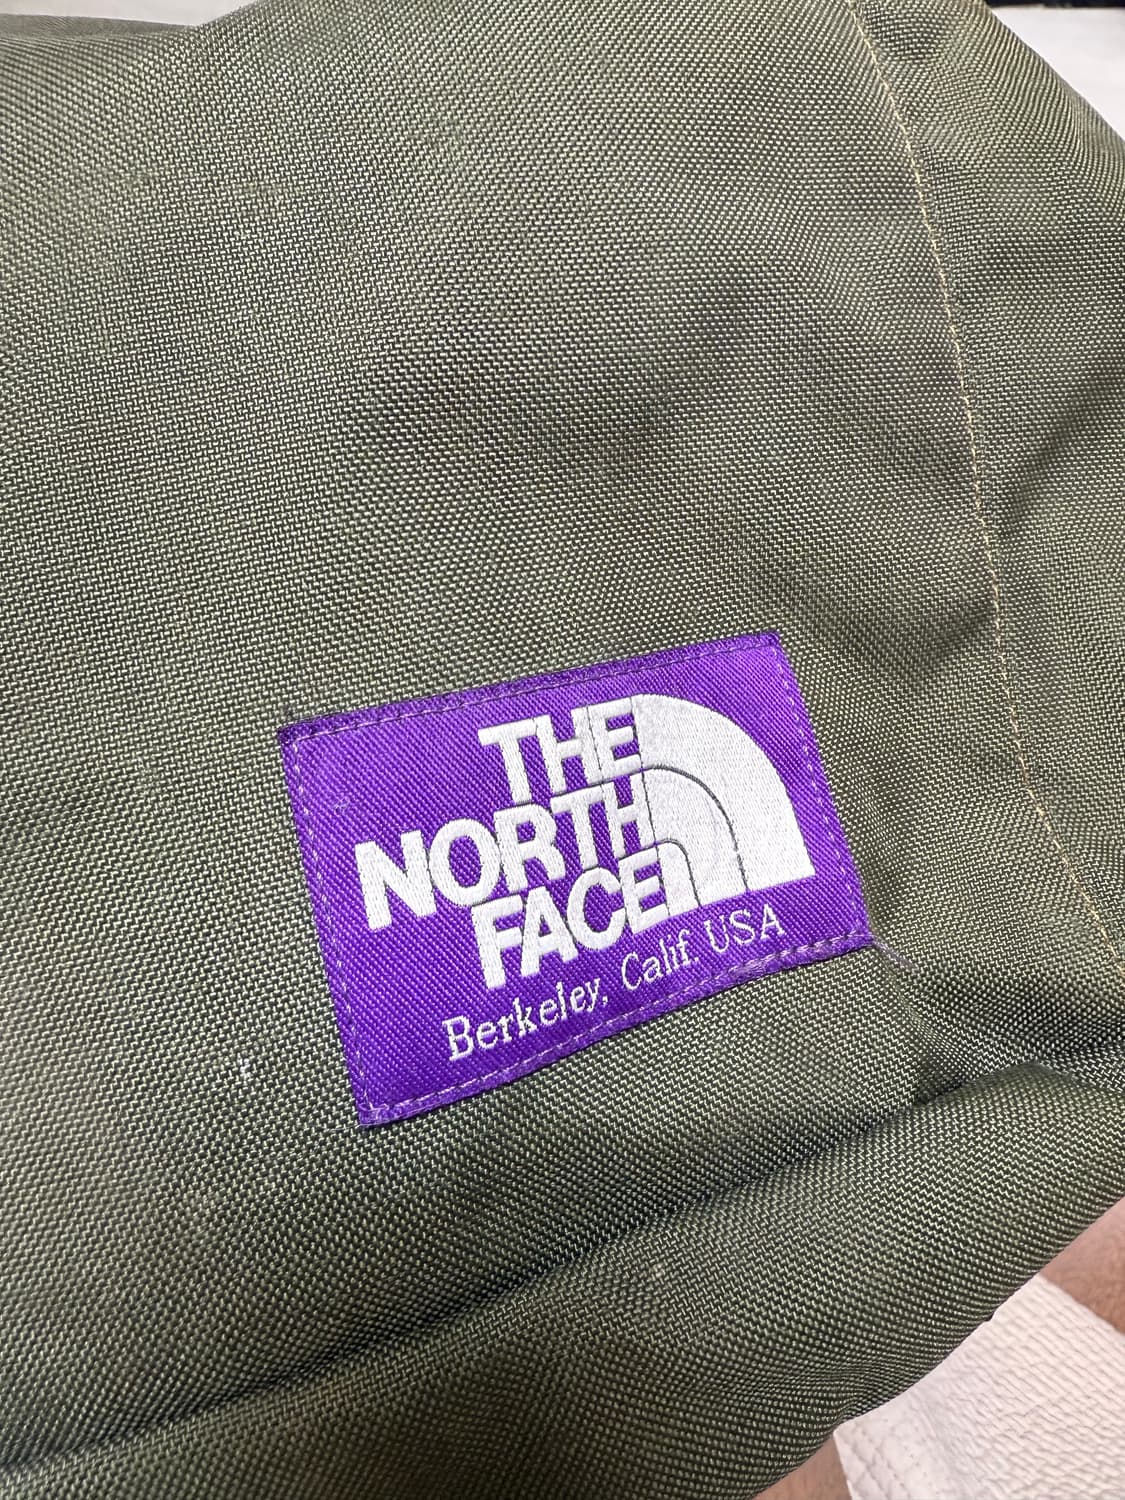 THE
NORTH
FACE
Berkeley, Calif. USA